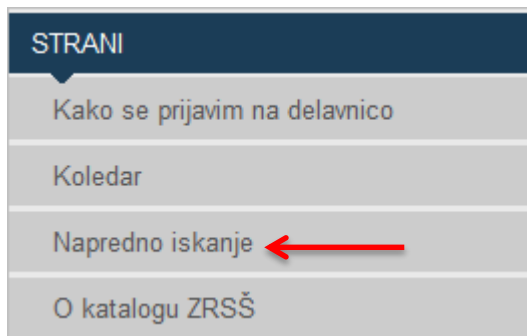 STRANI
Kako se prijavim na delavnico
Koledar
Napredno iskanje
O katalogu ZRSŠ